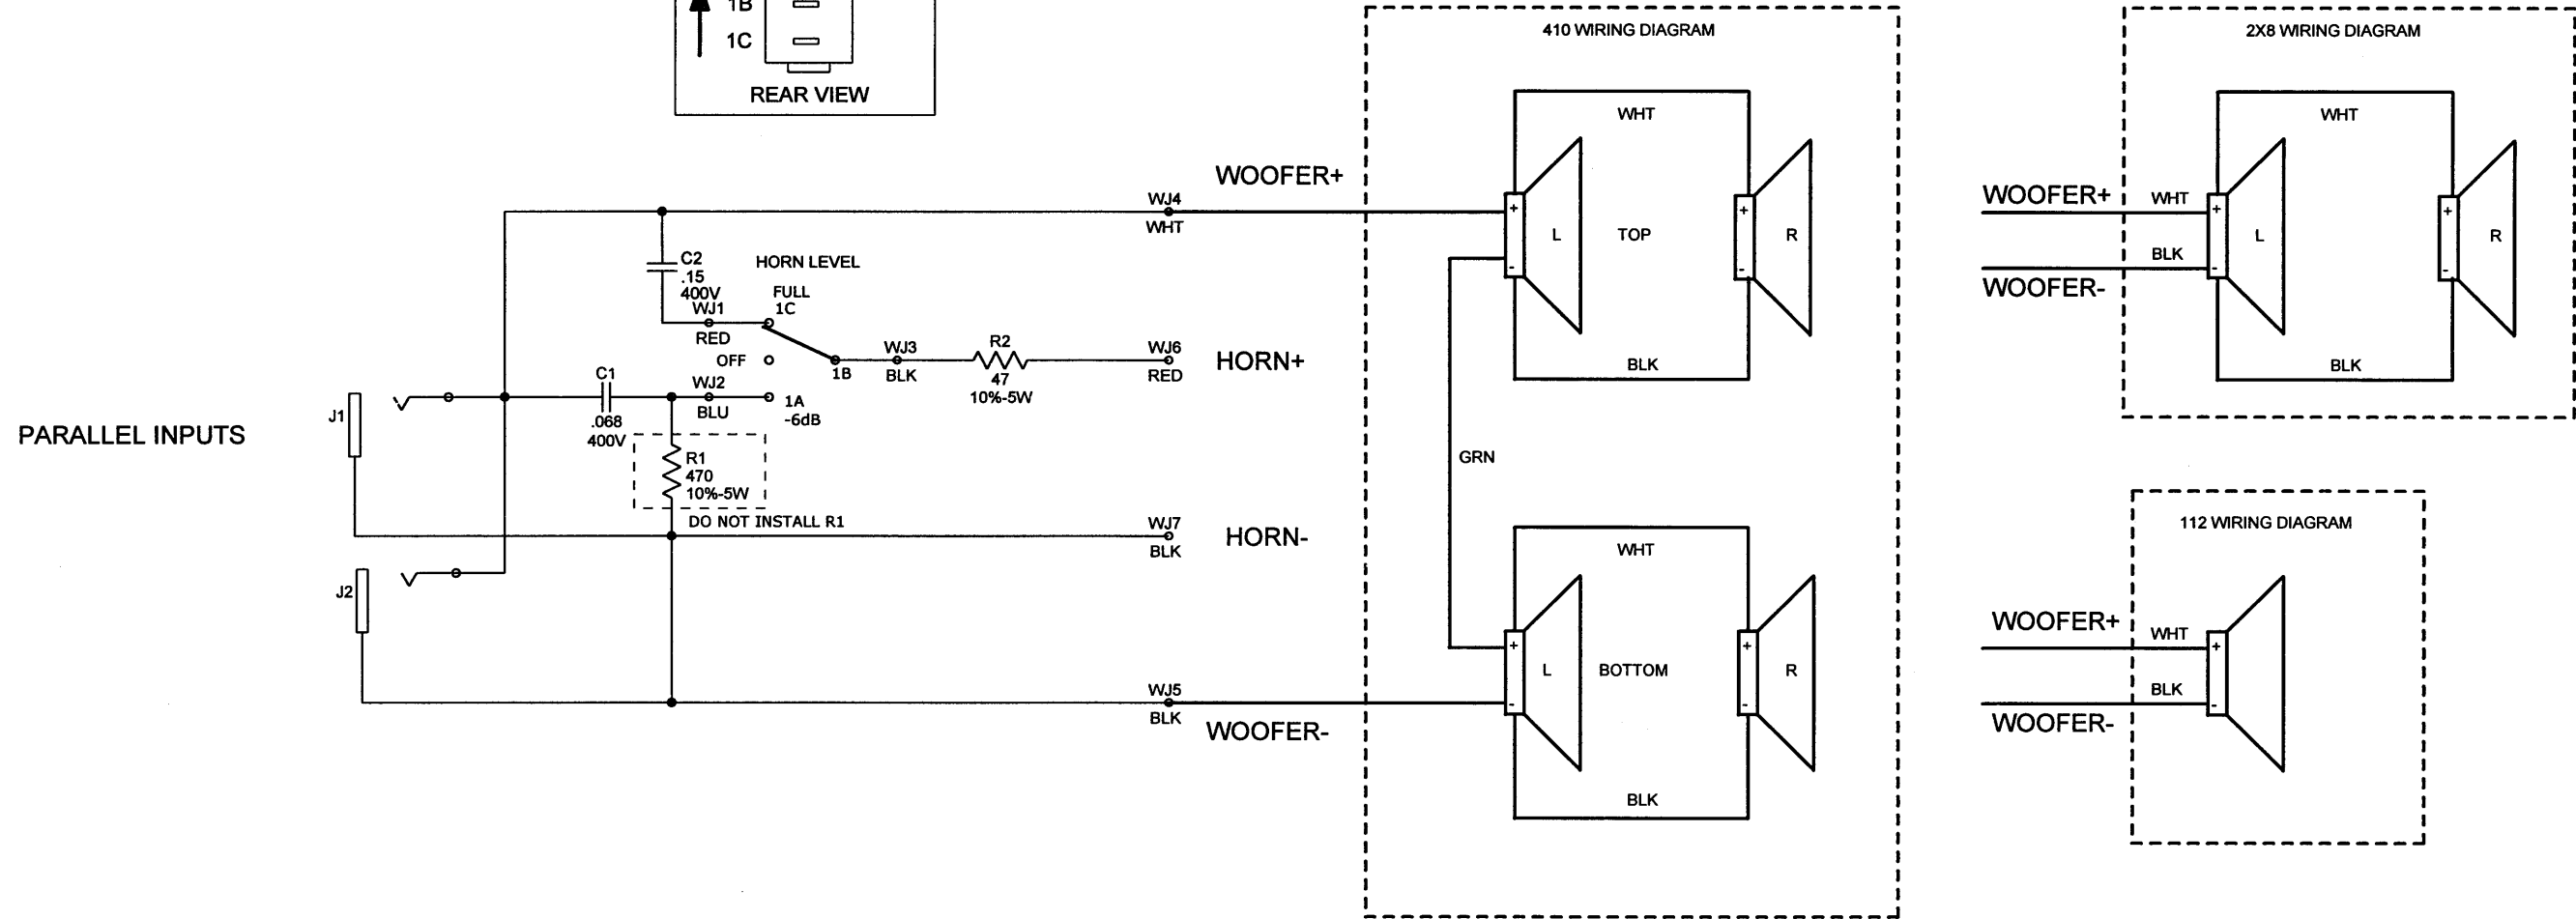 1B
1C
REAR VIEW
PARALLEL INPUTS
J1
J2
C2
.15
400V
WJ1
RED
HORN LEVEL
FULL
1C
OFF
1B
WJ3
BLK
R2
47
10%-5W
WJ6
RED
HORN+
C1
.068
400V
WJ2
BLU
1A
-6dB
R1
470
10%-5W
DO NOT INSTALL R1
WJ7
BLK
HORN-
WJ4
WHT
WOOFER+
WJ5
BLK
WOOFER-
410 WIRING DIAGRAM
WHT
+
-
L
TOP
+
-
R
BLK
GRN
WHT
+
-
L
BOTTOM
+
-
R
BLK
2X8 WIRING DIAGRAM
WHT
WOOFER+
WHT
+
L
+
R
BLK
-
-
WOOFER-
BLK
112 WIRING DIAGRAM
WOOFER+
WHT
+
BLK
-
WOOFER-